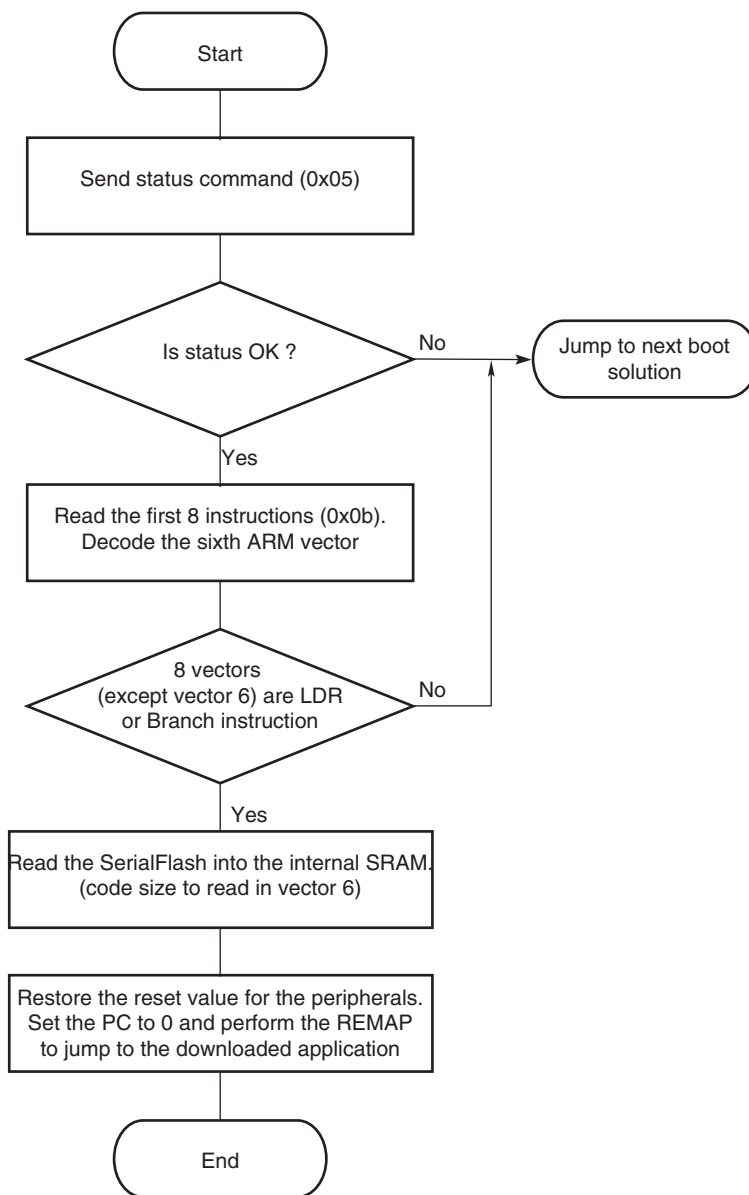 Start
Send status command (0x05)
Is status OK ?
No
Jump to next boot
solution
Yes
Read the first 8 instructions (0x0b).
Decode the sixth ARM vector
8 vectors
(except vector 6) are LDR
or Branch instruction
No
Yes
Read the SerialFlash into the internal SRAM.
(code size to read in vector 6)
Restore the reset value for the peripherals.
Set the PC to 0 and perform the REMAP
to jump to the downloaded application
End